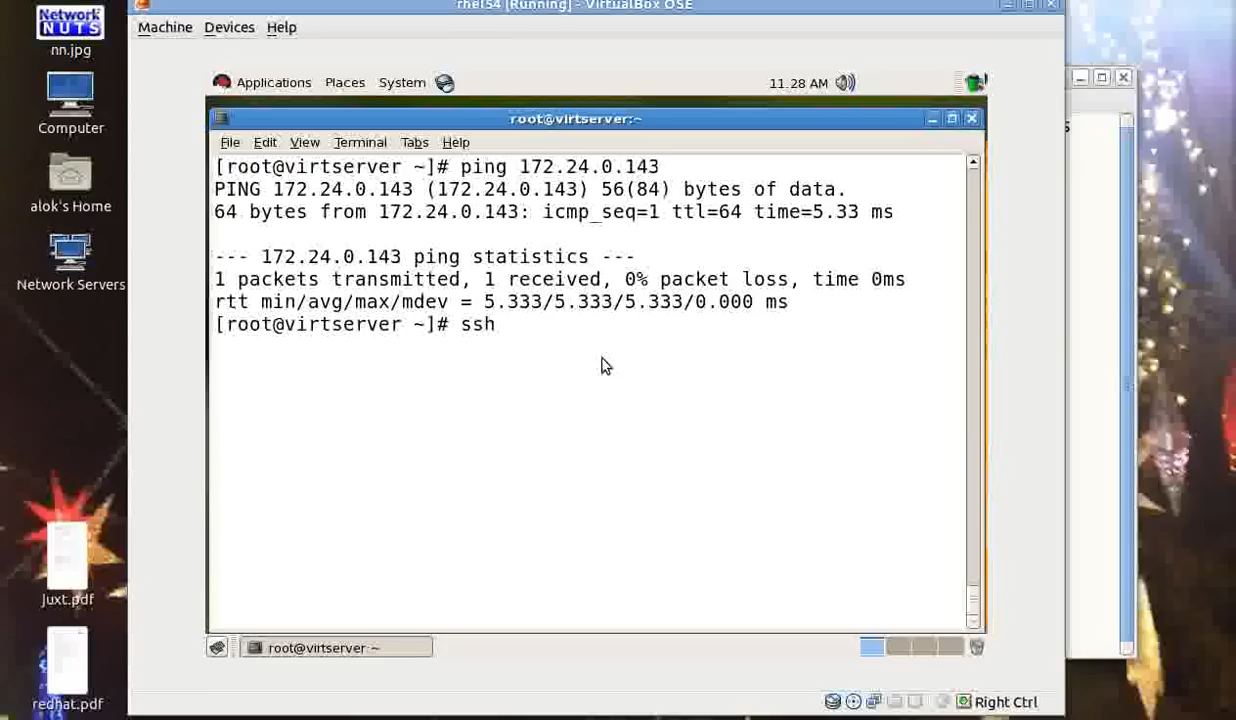 rhel54 [Running] - VirtualBox OSE
Machine Devices Help
Network
NUTS
nn.jpg
Computer
alok's Home
Network Servers
Juxt.pdf
redhat.pdf
Applications Places System
11.28 AM
root@virtserver:~
File Edit View Terminal Tabs Help
[root@virtserver ~]# ping 172.24.0.143
PING 172.24.0.143 (172.24.0.143) 56(84) bytes of data.
64 bytes from 172.24.0.143: icmp_seq=1 ttl=64 time=5.33 ms
--- 172.24.0.143 ping statistics ---
1 packets transmitted, 1 received, 0% packet loss, time 0ms
rtt min/avg/max/mdev = 5.333/5.333/5.333/0.000 ms
[root@virtserver ~]# ssh
root@virtserver:~
Right Ctrl